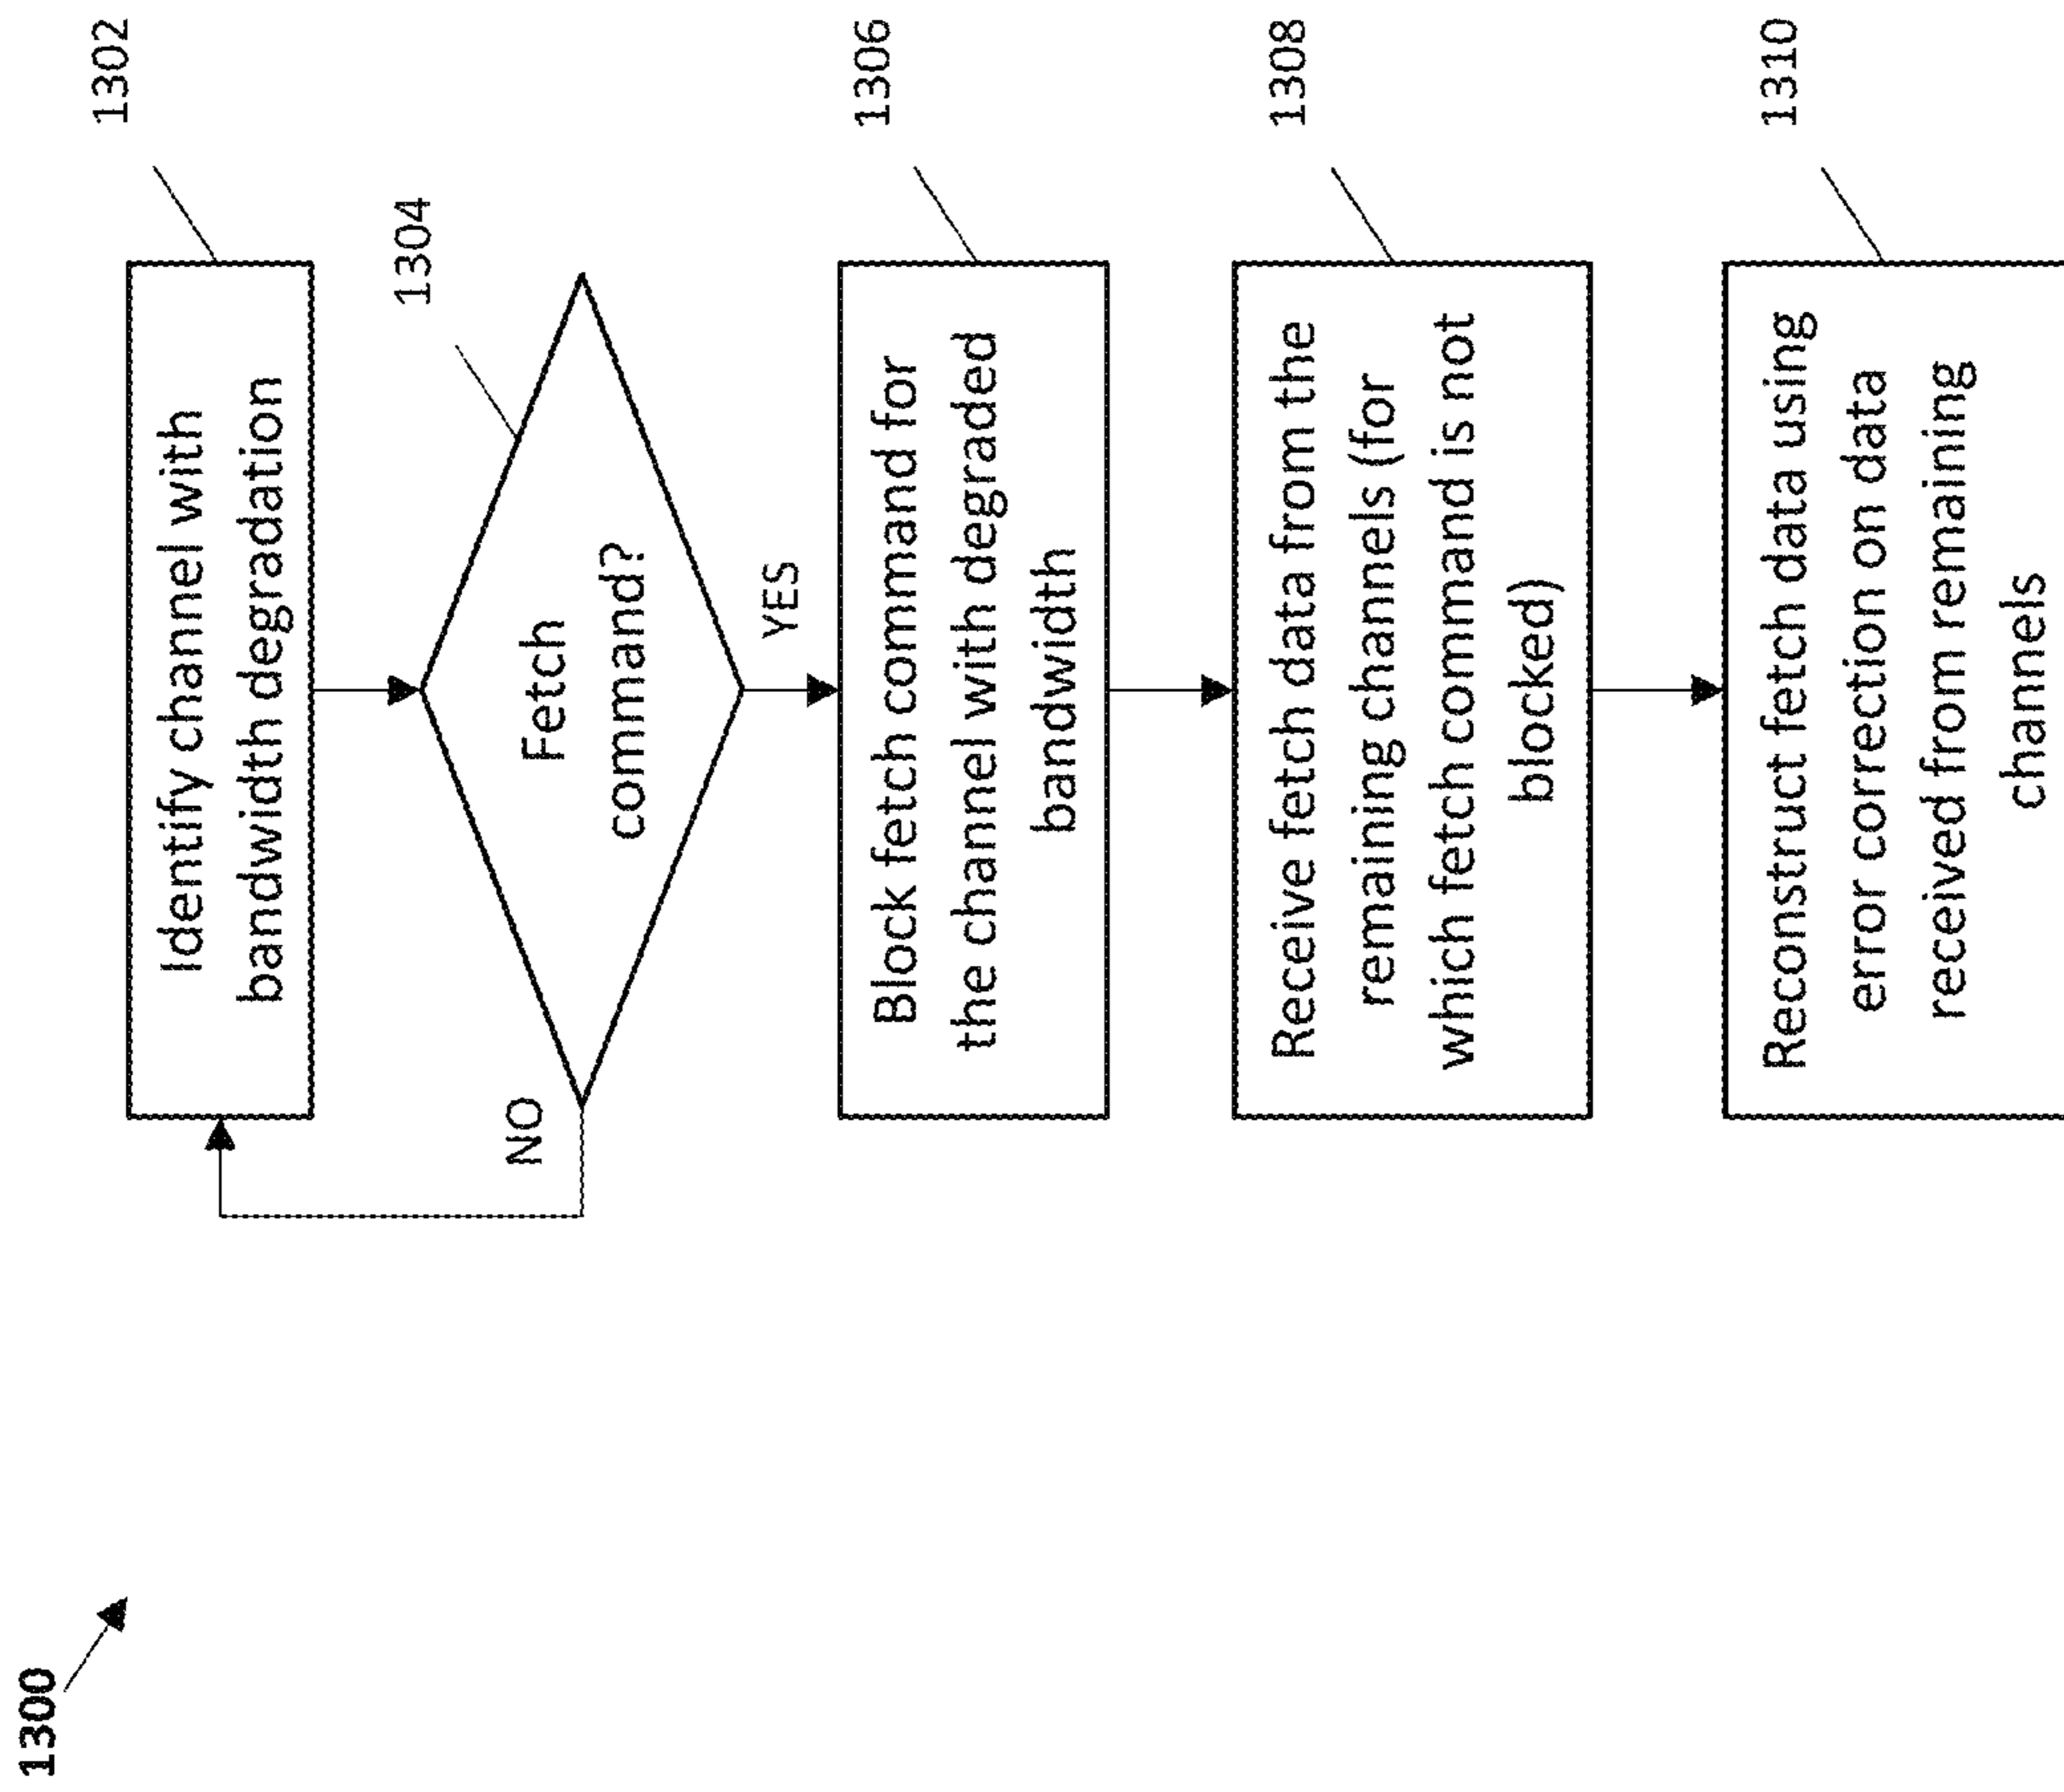 1300
1302
Identify channel with
bandwidth degradation
1304
Fetch
command?
NO
YES
1306
Block fetch command for
the channel with degraded
bandwidth
1308
Receive fetch data from the
remaining channels (for
which fetch command is not
blocked)
1310
Reconstruct fetch data using
error correction on data
received from remaining
channels